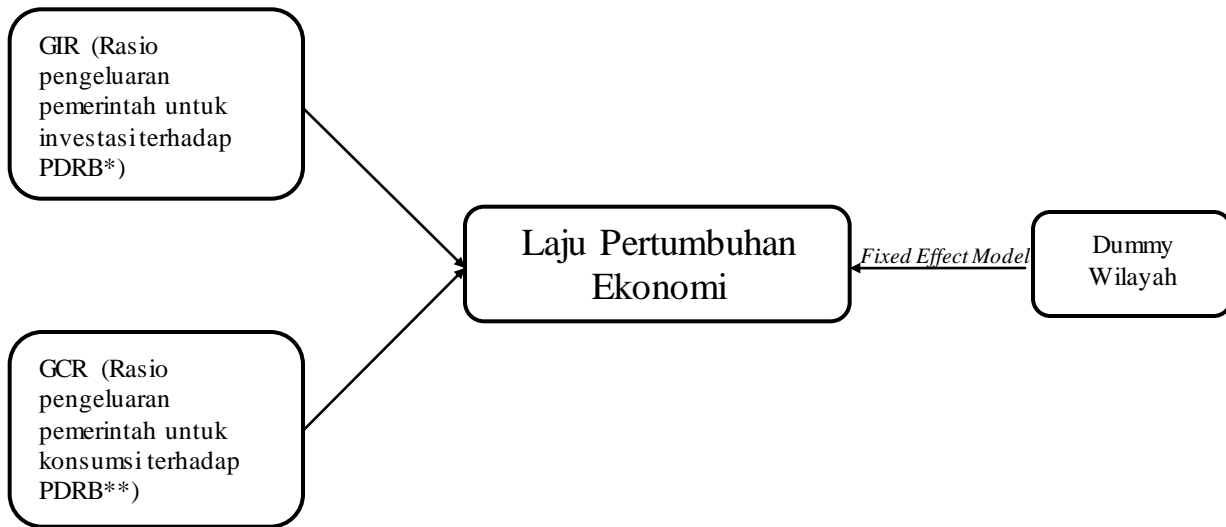 GIR (Rasio
pengeluaran
pemerintah untuk
investasi terhadap
PDRB*)
Laju Pertumbuhan
Ekonomi
Fixed Effect Model
Dummy
Wilayah
GCR (Rasio
pengeluaran
pemerintah untuk
konsumsi terhadap
PDRB**)